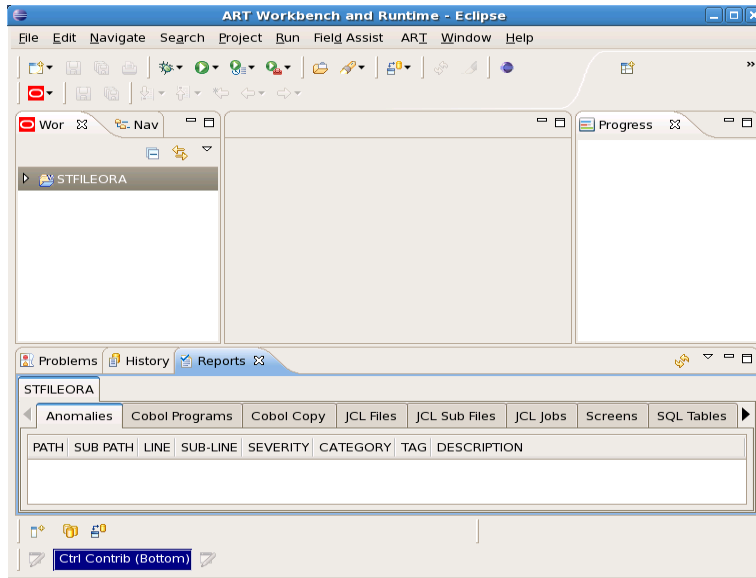 ART Workbench and Runtime - Eclipse
File Edit Navigate Search Project Run Field Assist ART Window Help
Wor Nav Progress
STFILEORA
Problems History Reports
STFILEORA
Anomalies Cobol Programs Cobol Copy JCL Files JCL Sub Files JCL Jobs Screens SQL Tables
PATH SUB PATH LINE SUB-LINE SEVERITY CATEGORY TAG DESCRIPTION
Ctrl Contrib (Bottom)